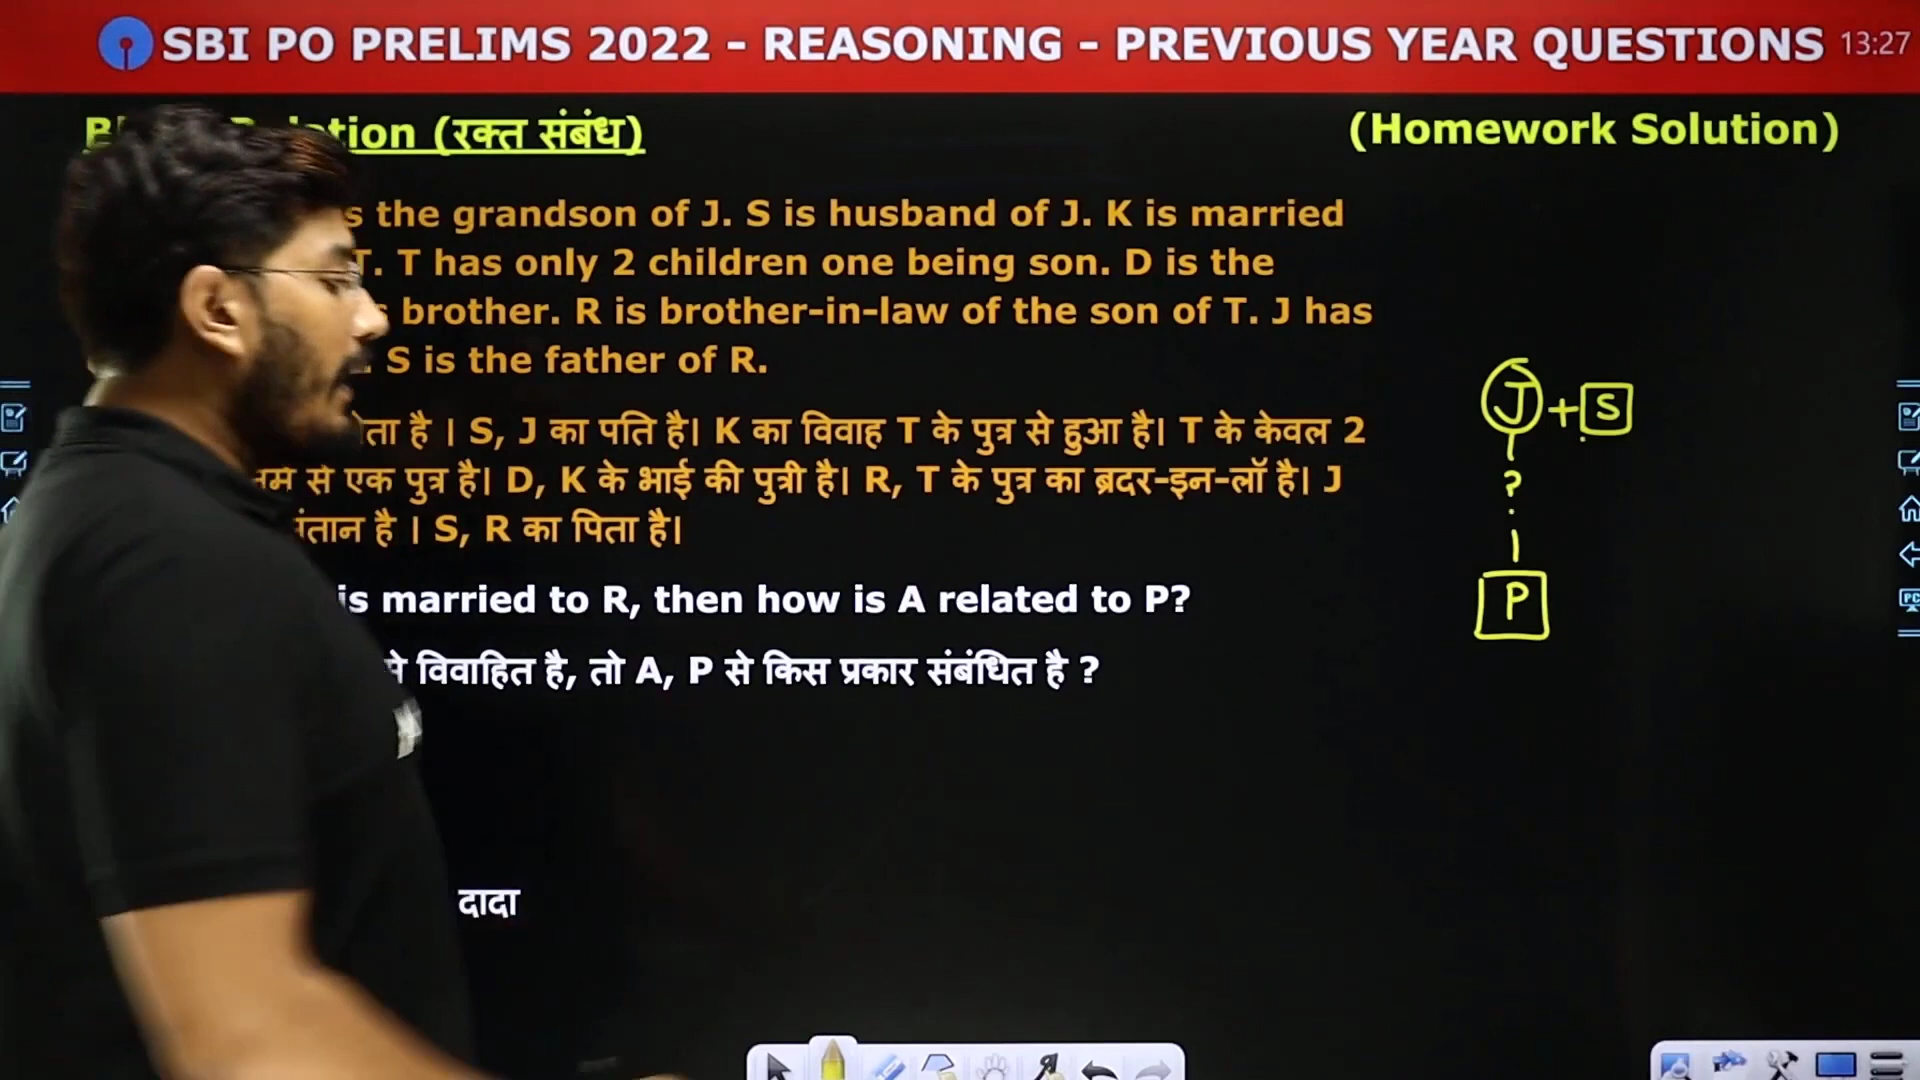 SBI PO PRELIMS 2022 - REASONING - PREVIOUS YEAR QUESTIONS 13:27
(रक्त संबंध) (Homework Solution)
the grandson of J. S is husband of J. K is married
T. T has only 2 children one being son. D is the
brother. R is brother-in-law of the son of T. J has
S is the father of R.
है । S, J का पति है। K का विवाह T के पुत्र से हुआ है। T के केवल 2
से एक पुत्र है। D, K के भाई की पुत्री है। R, T के पुत्र का ब्रदर-इन-लॉ है। J
है । S, R का पिता है।
is married to R, then how is A related to P?
विवाहित है, तो A, P से किस प्रकार संबंधित है ?
दादा
J + S
?
P
PC